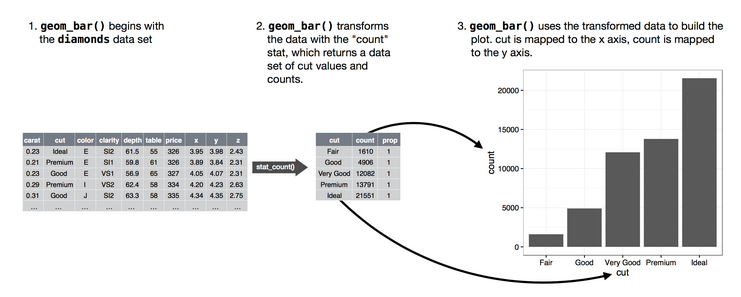 1. geom_bar() begins with
the diamonds data set
2. geom_bar() transforms
the data with the "count"
stat, which returns a data
set of cut values and
counts.
3. geom_bar() uses the transformed data to build the
plot. cut is mapped to the x axis, count is mapped
to the y axis.
carat cut color clarity depth table price x y z
0.23 Ideal E SI2 61.5 55 326 3.95 3.98 2.43
0.21 Premium E SI1 59.8 61 326 3.89 3.84 2.31
0.23 Good E VS1 56.9 65 327 4.05 4.07 2.31
0.29 Premium I VS2 62.4 58 334 4.20 4.23 2.63
0.31 Good J SI2 63.3 58 335 4.34 4.35 2.75
... ... ... ... ... ... ... ... ... ...
stat_count()
cut count prop
Fair 1610 1
Good 4906 1
Very Good 12082 1
Premium 13791 1
Ideal 21551 1
... ... ...
count
20000
15000
10000
5000
0
Fair Good Very Good Premium Ideal
cut